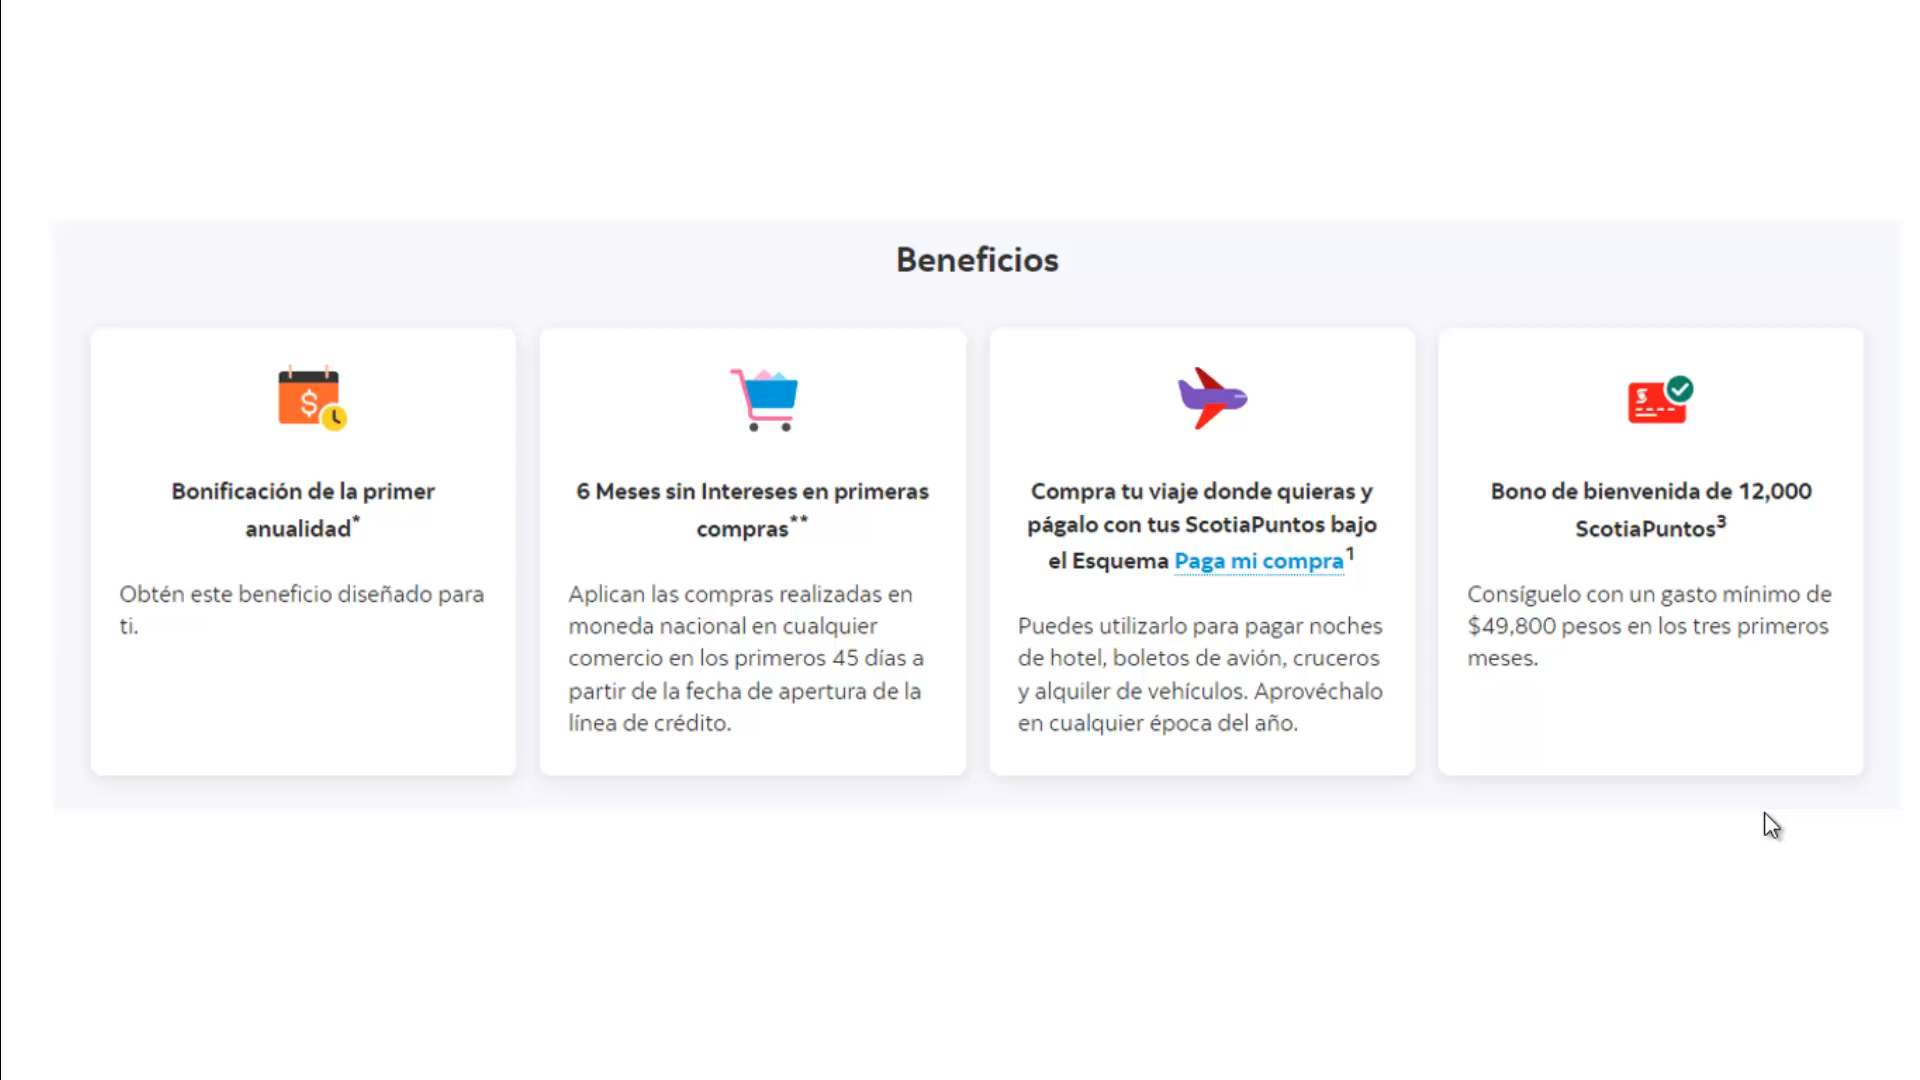 Beneficios
Bonificación de la primer
anualidad*
Obtén este beneficio diseñado para
ti.
6 Meses sin Intereses en primeras
compras**
Aplican las compras realizadas en
moneda nacional en cualquier
comercio en los primeros 45 días a
partir de la fecha de apertura de la
línea de crédito.
Compra tu viaje donde quieras y
págalo con tus ScotiaPuntos bajo
el Esquema Paga mi compra¹
Puedes utilizarlo para pagar noches
de hotel, boletos de avión, cruceros
y alquiler de vehículos. Aprovéchalo
en cualquier época del año.
Bono de bienvenida de 12,000
ScotiaPuntos³
Consíguelo con un gasto mínimo de
$49,800 pesos en los tres primeros
meses.